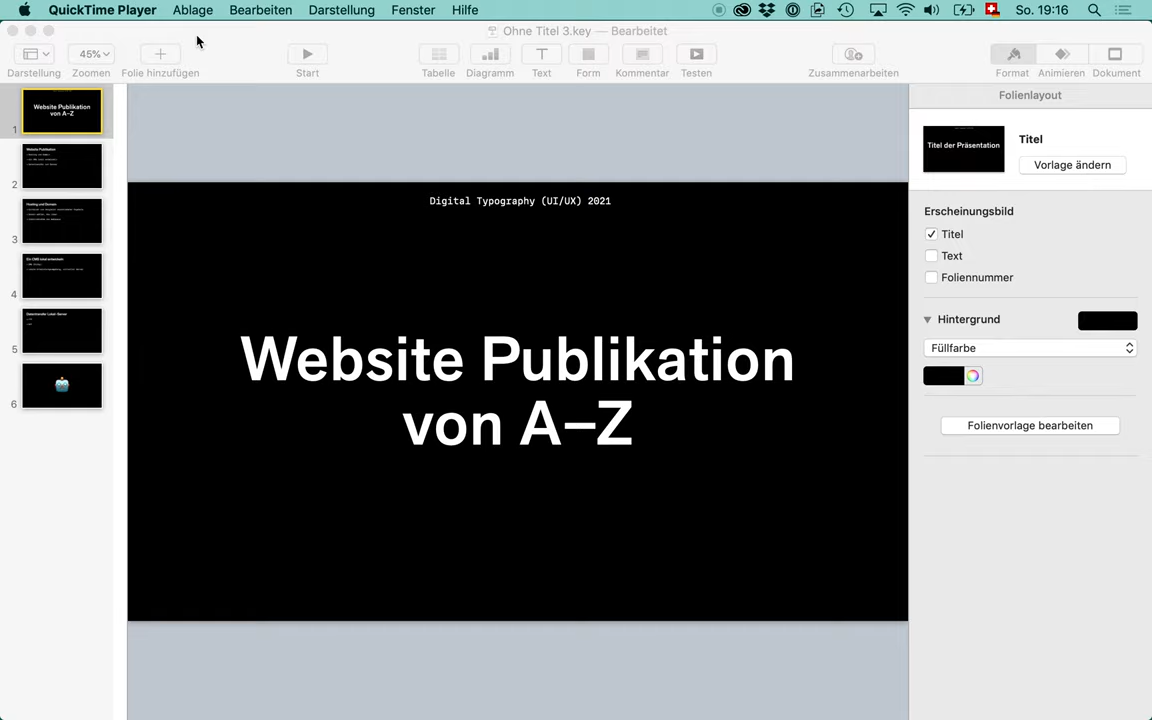 QuickTime Player Ablage Bearbeiten Darstellung Fenster Hilfe So. 19:16
Ohne Titel 3.key — Bearbeitet
45%
Darstellung Zoomen Folie hinzufügen Start Tabelle Diagramm Text Form Kommentar Testen Zusammenarbeiten Format Animieren Dokument
Folienlayout
Website Publikation
von A–Z
1
Website Publikation
2
Hosting und Domain
3
Ein CMS lokal entwickeln
4
5
6
Digital Typography (UI/UX) 2021
Website Publikation
von A–Z
Titel der Präsentation
Titel
Vorlage ändern
Erscheinungsbild
Titel
Text
Foliennummer
Hintergrund
Füllfarbe
Folienvorlage bearbeiten